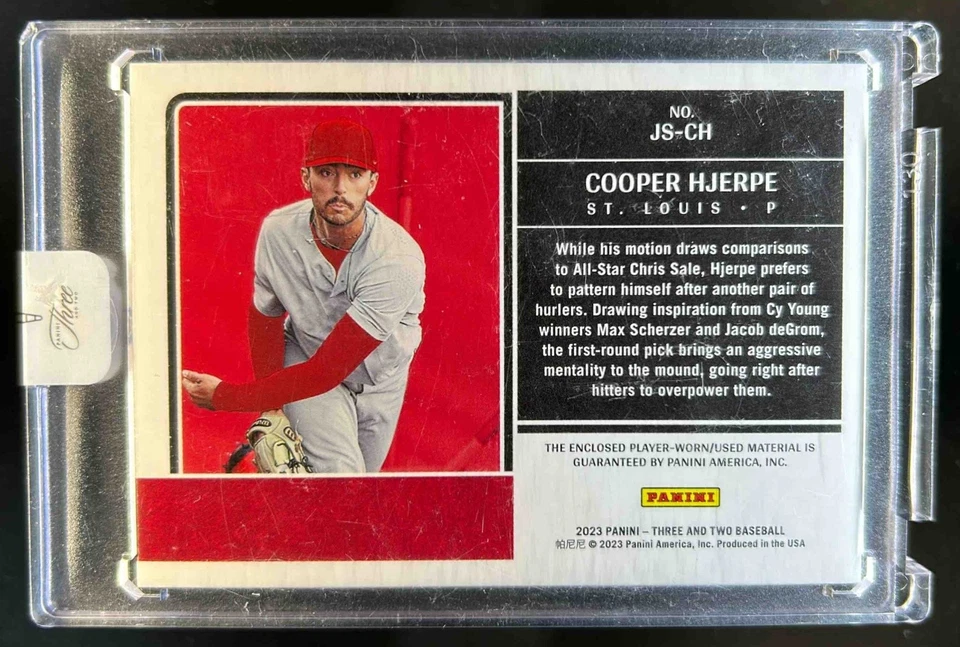 NO.
JS-CH
COOPER HJERPE
ST. LOUIS • P
While his motion draws comparisons
to All-Star Chris Sale, Hjerpe prefers
to pattern himself after another pair of
hurlers. Drawing inspiration from Cy Young
winners Max Scherzer and Jacob deGrom,
the first-round pick brings an aggressive
mentality to the mound, going right after
hitters to overpower them.
THE ENCLOSED PLAYER-WORN/USED MATERIAL IS
GUARANTEED BY PANINI AMERICA, INC.
PANINI
2023 PANINI – THREE AND TWO BASEBALL
帕尼尼 © 2023 Panini America, Inc. Produced in the USA
PANINI
Three
AND TWO